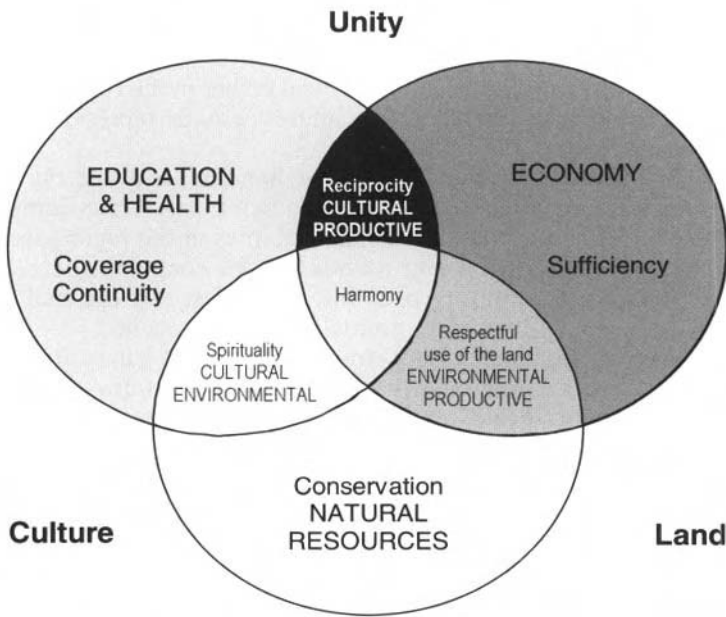 Unity
EDUCATION
& HEALTH
Coverage
Continuity
Reciprocity
CULTURAL
PRODUCTIVE
ECONOMY
Sufficiency
Harmony
Spirituality
CULTURAL
ENVIRONMENTAL
Respectful
use of the land
ENVIRONMENTAL
PRODUCTIVE
Conservation
NATURAL
RESOURCES
Culture
Land